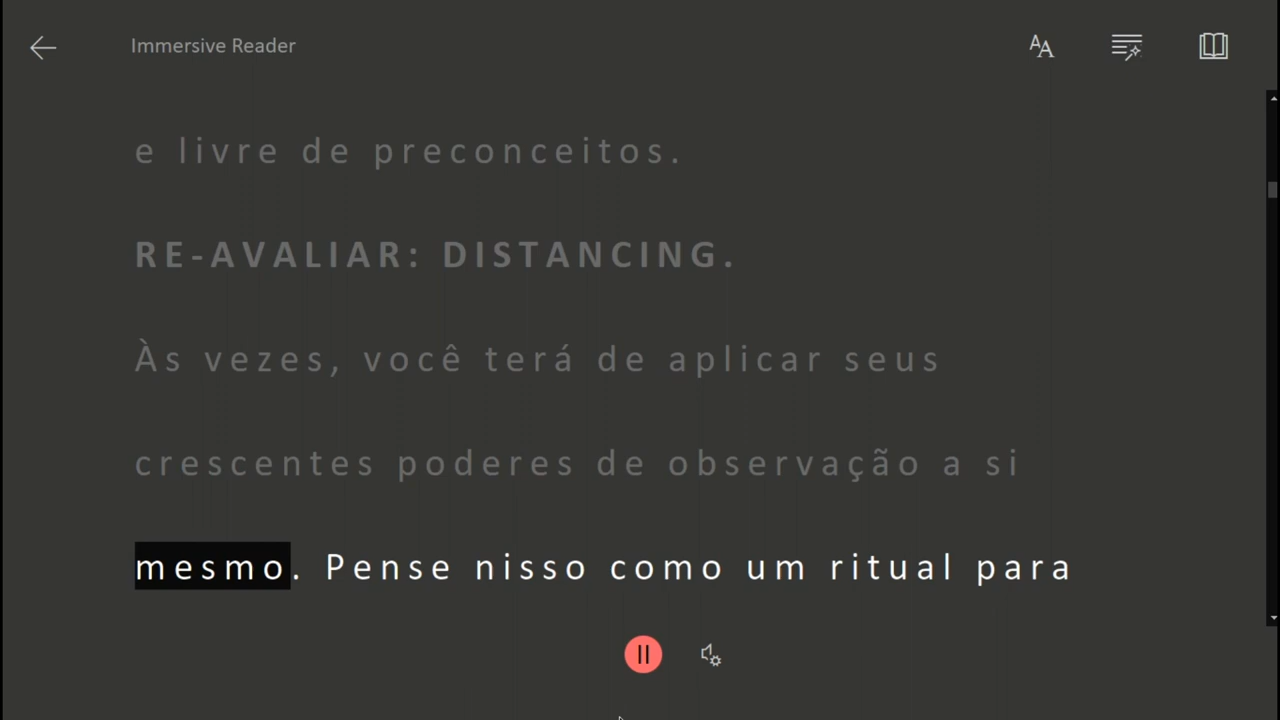 Immersive Reader
e livre de preconceitos.
RE-AVALIAR: DISTANCING.
Às vezes, você terá de aplicar seus
crescentes poderes de observação a si
mesmo. Pense nisso como um ritual para